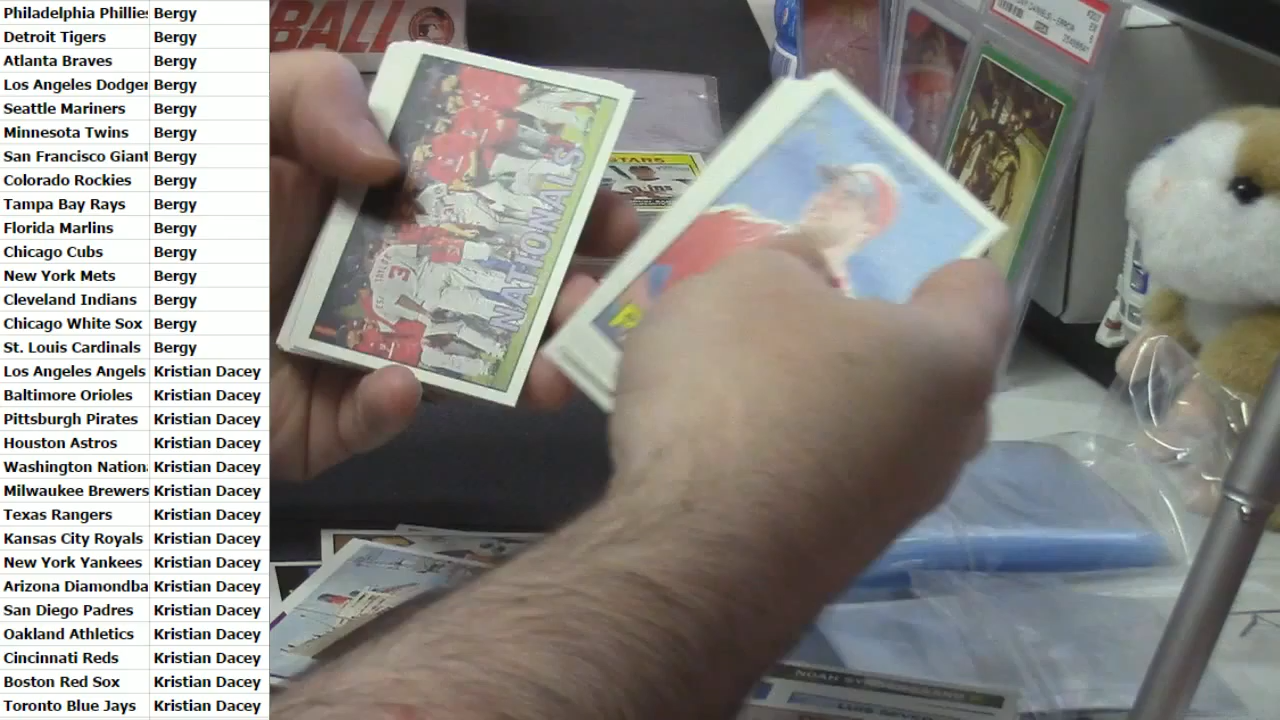 Philadelphia Phillies Bergy
Detroit Tigers Bergy
Atlanta Braves Bergy
Los Angeles Dodger Bergy
Seattle Mariners Bergy
Minnesota Twins Bergy
San Francisco Giant Bergy
Colorado Rockies Bergy
Tampa Bay Rays Bergy
Florida Marlins Bergy
Chicago Cubs Bergy
New York Mets Bergy
Cleveland Indians Bergy
Chicago White Sox Bergy
St. Louis Cardinals Bergy
Los Angeles Angels Kristian Dacey
Baltimore Orioles Kristian Dacey
Pittsburgh Pirates Kristian Dacey
Houston Astros Kristian Dacey
Washington Nation Kristian Dacey
Milwaukee Brewers Kristian Dacey
Texas Rangers Kristian Dacey
Kansas City Royals Kristian Dacey
New York Yankees Kristian Dacey
Arizona Diamondba Kristian Dacey
San Diego Padres Kristian Dacey
Oakland Athletics Kristian Dacey
Cincinnati Reds Kristian Dacey
Boston Red Sox Kristian Dacey
Toronto Blue Jays Kristian Dacey
BALL
NATIONALS
3
STARS
NOAH
LUIS